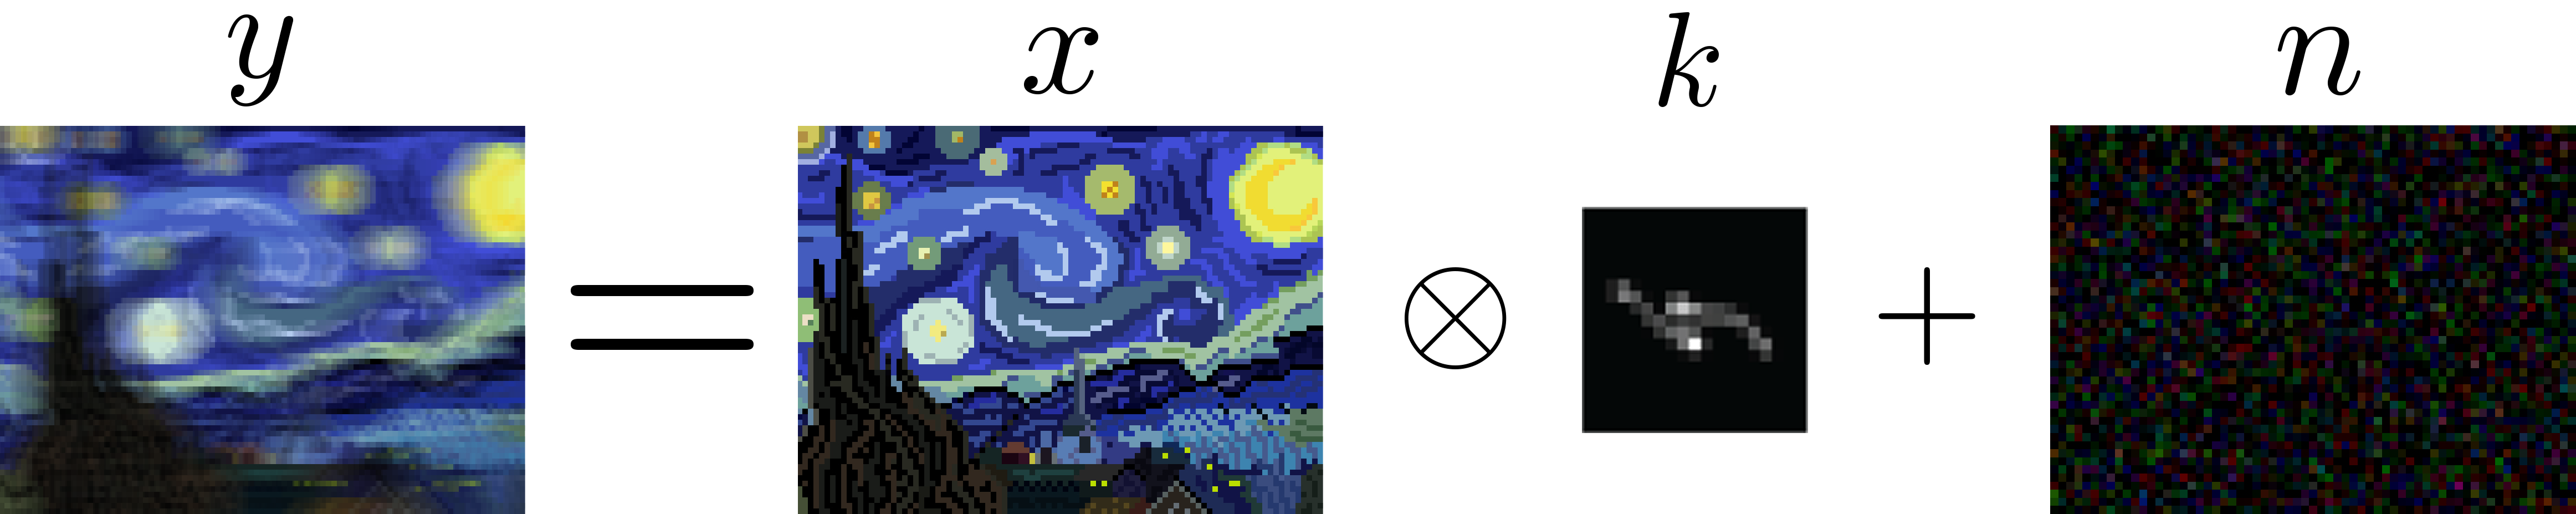 y = x ⊗ k + n